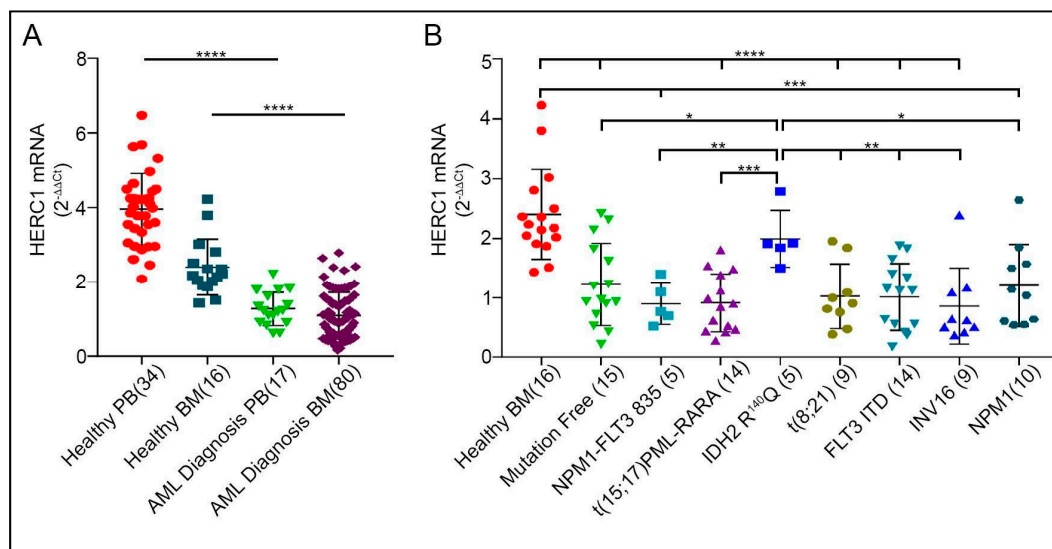 A
HERC1 mRNA
(2-ΔΔCt)
8
6
4
2
0
****
****
Healthy PB(34)
Healthy BM(16)
AML Diagnosis PB(17)
AML Diagnosis BM(80)
B
HERC1 mRNA
(2-ΔΔCt)
5
4
3
2
1
0
****
***
*
*
**
**
***
Healthy BM(16)
Mutation Free (15)
NPM1-FLT3 835 (5)
t(15;17)PML-RARA (14)
IDH2 R¹⁴⁰Q (5)
t(8;21) (9)
FLT3 ITD (14)
INV16 (9)
NPM1(10)